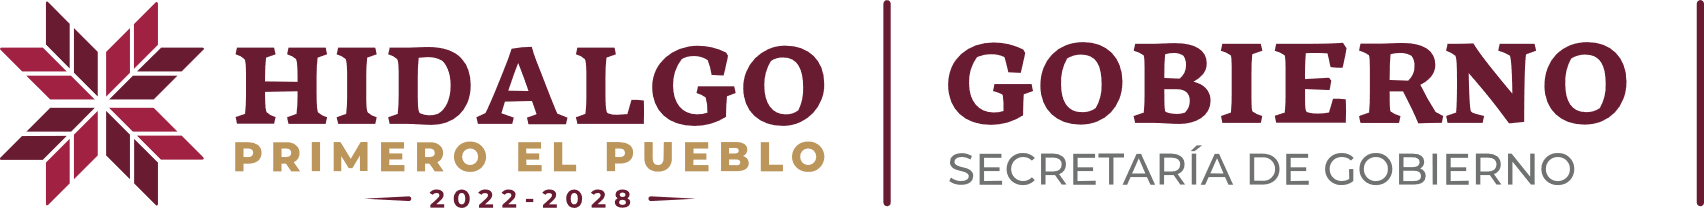 HIDALGO
PRIMERO EL PUEBLO
2022-2028
GOBIERNO
SECRETARÍA DE GOBIERNO